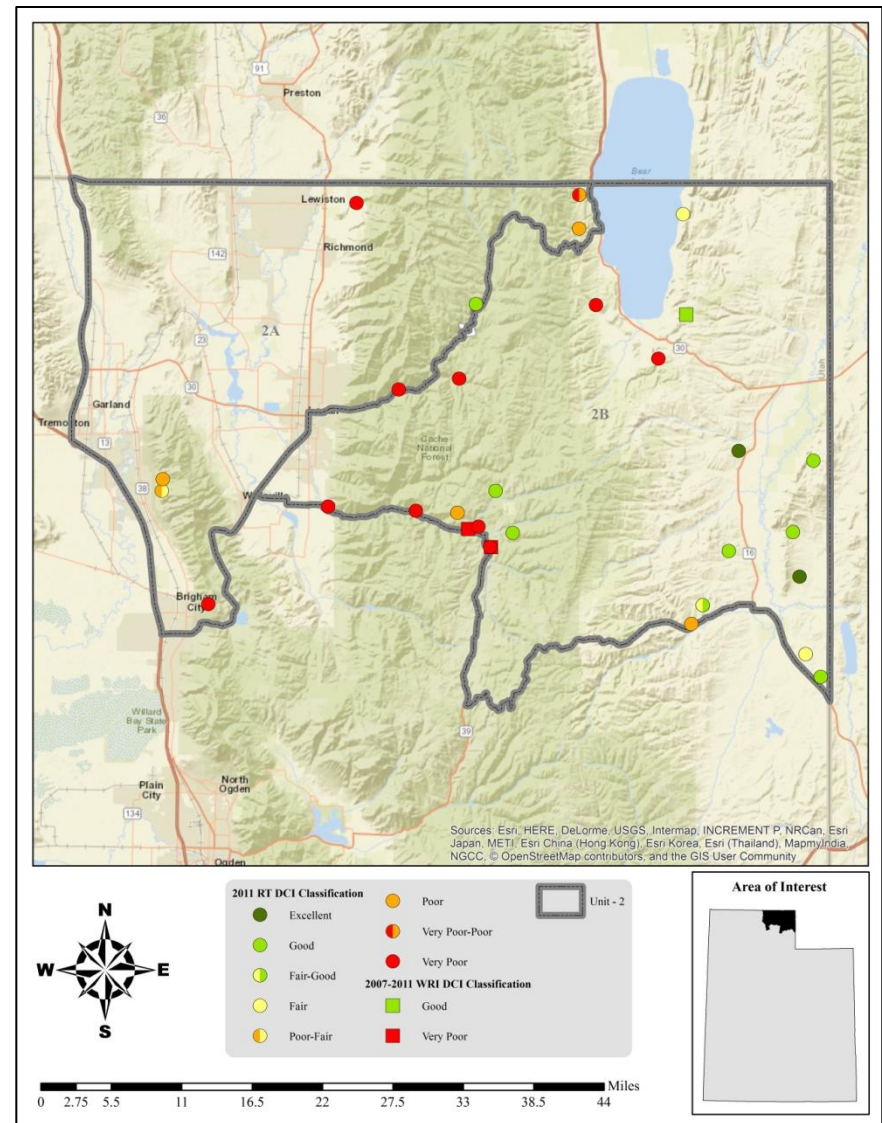 91
Preston
36
Bear
Lewiston
Richmond
142
2A
23
30
30
Utah
Garland
Tremonton
13
2B
Cache
National
Forest
38
16
Brigham
City
Willard
Bay State
Park
39
Plain
City
North
Ogden
134
Ogden
Sources: Esri, HERE, DeLorme, USGS, Intermap, INCREMENT P, NRCan, Esri
Japan, METI, Esri China (Hong Kong), Esri Korea, Esri (Thailand), MapmyIndia,
NGCC, © OpenStreetMap contributors, and the GIS User Community
N
W
E
S
2011 RT DCI Classification
Excellent
Good
Fair-Good
Fair
Poor-Fair
Poor
Very Poor-Poor
Very Poor
2007-2011 WRI DCI Classification
Good
Very Poor
Unit - 2
Area of Interest
Miles
0 2.75 5.5 11 16.5 22 27.5 33 38.5 44